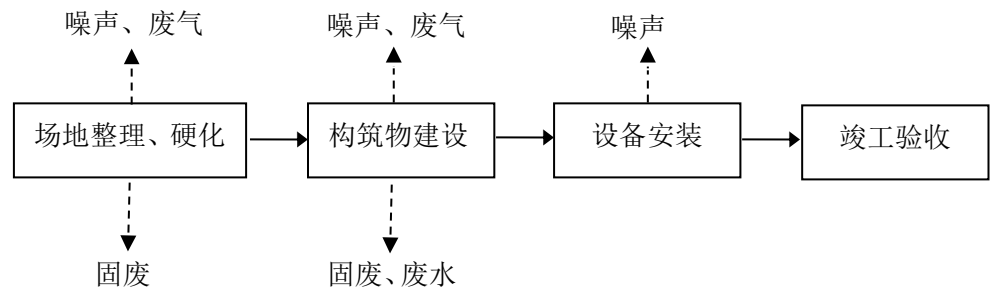 噪声、废气
噪声、废气
噪声
场地整理、硬化
构筑物建设
设备安装
竣工验收
固废
固废、废水